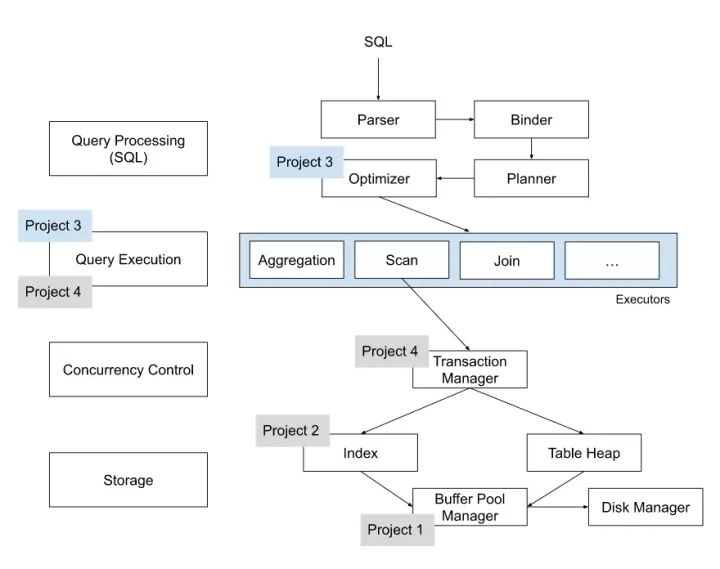 SQL
Parser
Binder
Query Processing
(SQL)
Project 3
Optimizer
Planner
Project 3
Query Execution
Project 4
Aggregation
Scan
Join
...
Executors
Project 4
Transaction
Manager
Concurrency Control
Project 2
Index
Table Heap
Storage
Buffer Pool
Manager
Disk Manager
Project 1